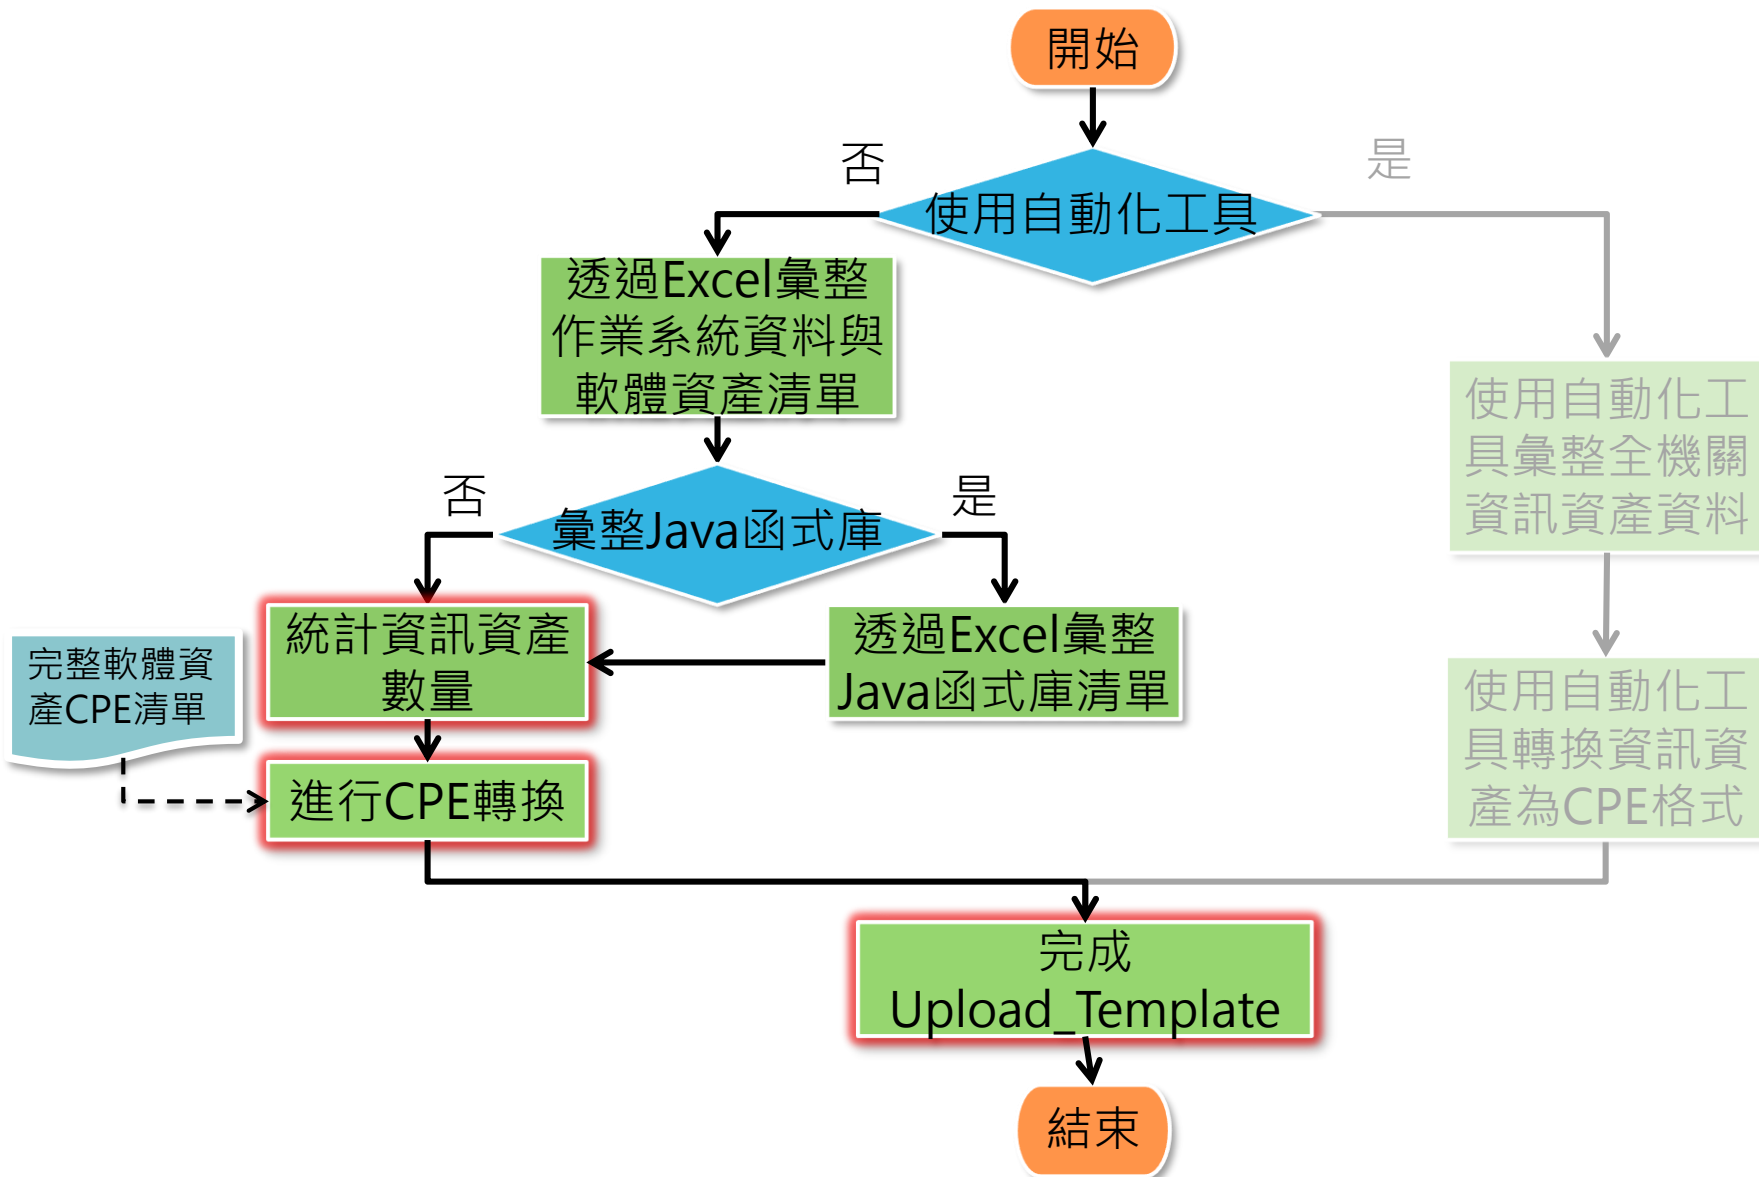 開始
否
是
使用自動化工具
透過Excel彙整
作業系統資料與
軟體資產清單
使用自動化工
具彙整全機關
資訊資產資料
否
是
彙整Java函式庫
統計資訊資產
數量
透過Excel彙整
Java函式庫清單
完整軟體資
產CPE清單
進行CPE轉換
使用自動化工
具轉換資訊資
產為CPE格式
完成
Upload_Template
結束